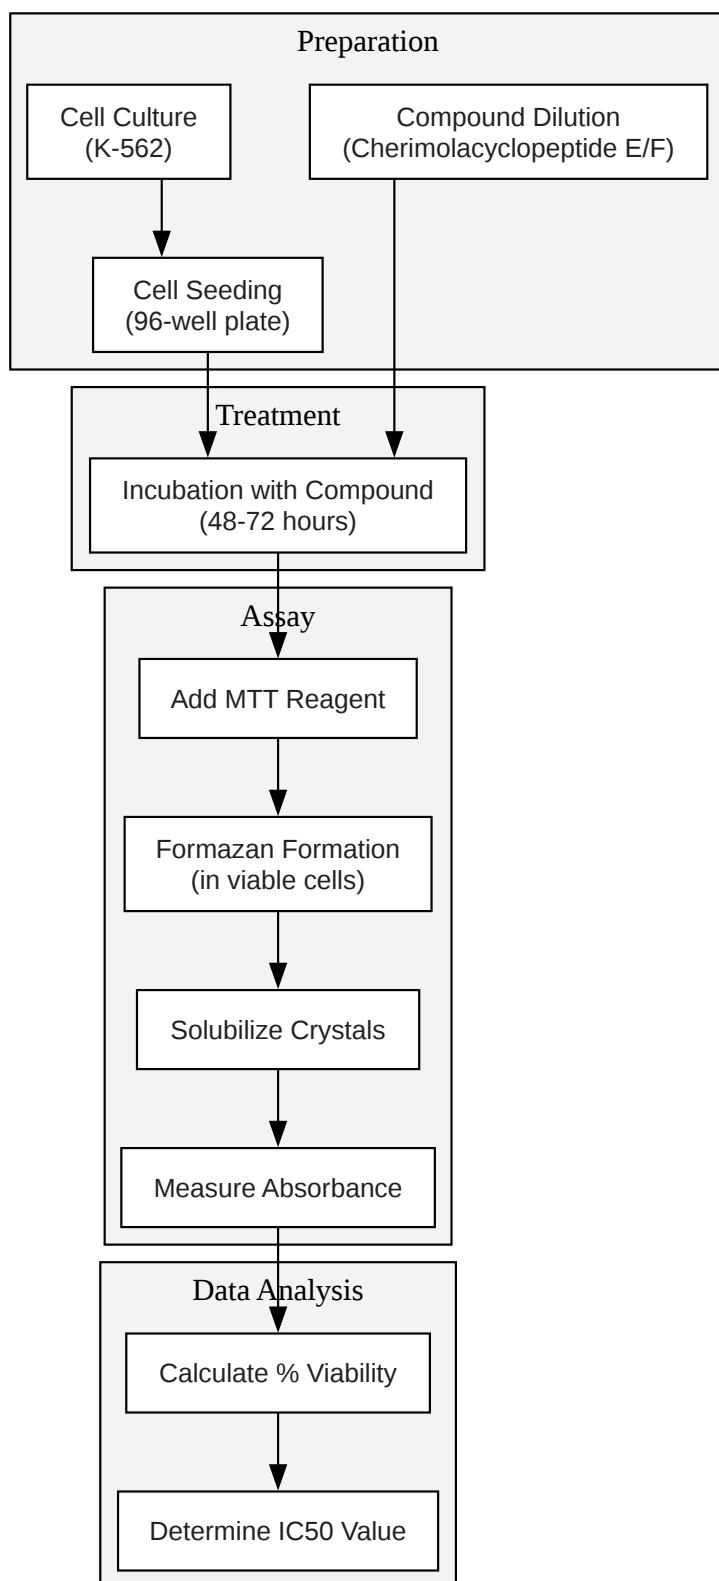 Preparation
Cell Culture
(K-562)
Compound Dilution
(Cherimolacyclopeptide E/F)
Cell Seeding
(96-well plate)
Treatment
Incubation with Compound
(48-72 hours)
Assay
Add MTT Reagent
Formazan Formation
(in viable cells)
Solubilize Crystals
Measure Absorbance
Data Analysis
Calculate % Viability
Determine IC50 Value